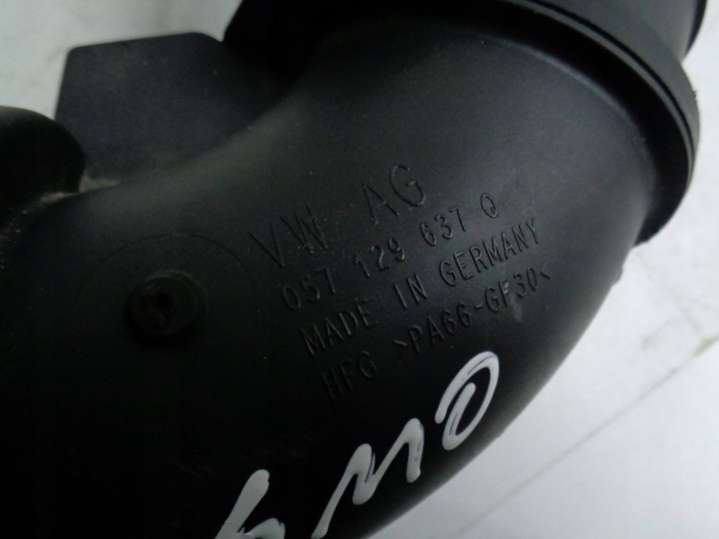 VW AG
057 129 637 Q
MADE IN GERMANY
HFG >PA66-GF30<